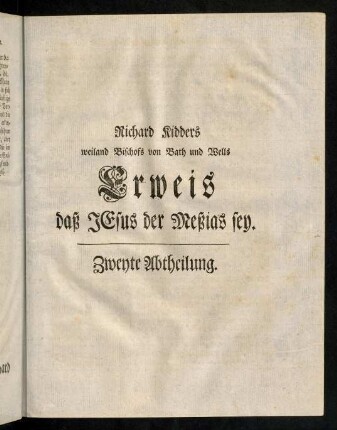 Richard Kidders
weiland Bischofs von Bath und Wells
Erweis
daß JEsus der Meßias sey.
Zweyte Abtheilung.